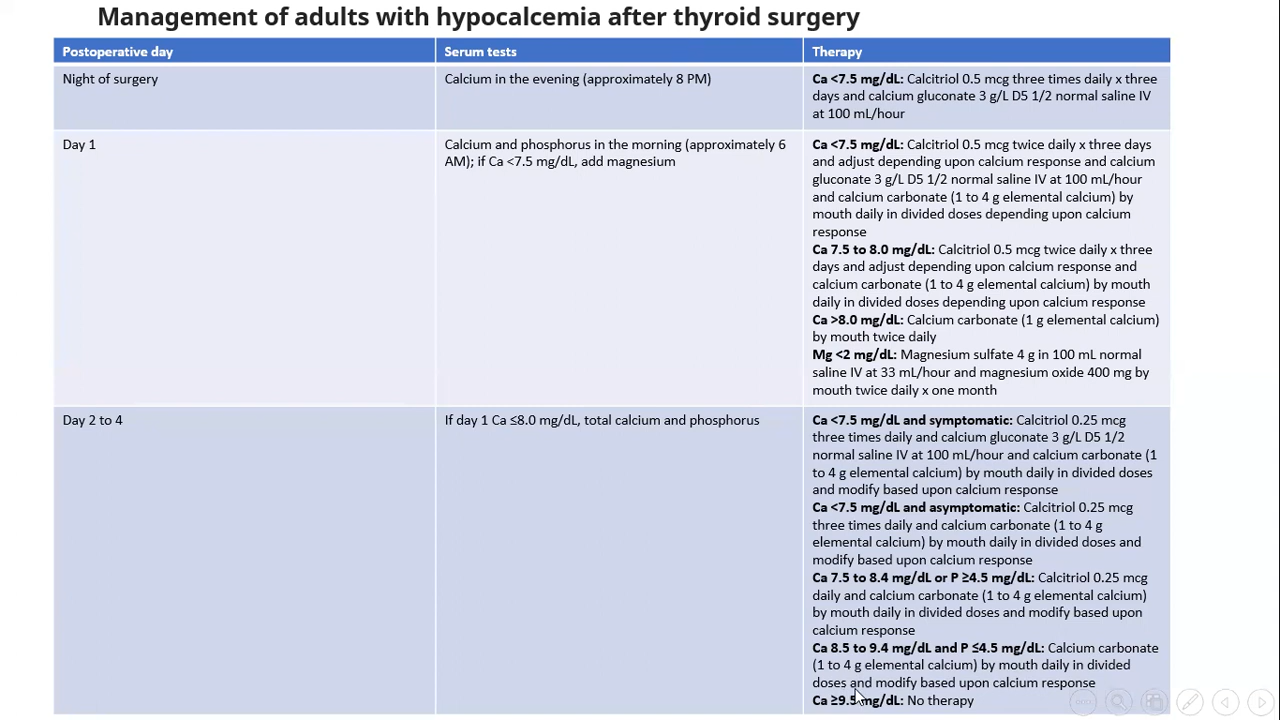 Management of adults with hypocalcemia after thyroid surgery
Postoperative day
Serum tests
Therapy
Night of surgery
Calcium in the evening (approximately 8 PM)
Ca <7.5 mg/dL: Calcitriol 0.5 mcg three times daily x three
days and calcium gluconate 3 g/L D5 1/2 normal saline IV
at 100 mL/hour
Day 1
Calcium and phosphorus in the morning (approximately 6
AM); if Ca <7.5 mg/dL, add magnesium
Ca <7.5 mg/dL: Calcitriol 0.5 mcg twice daily x three days
and adjust depending upon calcium response and calcium
gluconate 3 g/L D5 1/2 normal saline IV at 100 mL/hour
and calcium carbonate (1 to 4 g elemental calcium) by
mouth daily in divided doses depending upon calcium
response
Ca 7.5 to 8.0 mg/dL: Calcitriol 0.5 mcg twice daily x three
days and adjust depending upon calcium response and
calcium carbonate (1 to 4 g elemental calcium) by mouth
daily in divided doses depending upon calcium response
Ca >8.0 mg/dL: Calcium carbonate (1 g elemental calcium)
by mouth twice daily
Mg <2 mg/dL: Magnesium sulfate 4 g in 100 mL normal
saline IV at 33 mL/hour and magnesium oxide 400 mg by
mouth twice daily x one month
Day 2 to 4
If day 1 Ca ≤8.0 mg/dL, total calcium and phosphorus
Ca <7.5 mg/dL and symptomatic: Calcitriol 0.25 mcg
three times daily and calcium gluconate 3 g/L D5 1/2
normal saline IV at 100 mL/hour and calcium carbonate (1
to 4 g elemental calcium) by mouth daily in divided doses
and modify based upon calcium response
Ca <7.5 mg/dL and asymptomatic: Calcitriol 0.25 mcg
three times daily and calcium carbonate (1 to 4 g
elemental calcium) by mouth daily in divided doses and
modify based upon calcium response
Ca 7.5 to 8.4 mg/dL or P ≥4.5 mg/dL: Calcitriol 0.25 mcg
daily and calcium carbonate (1 to 4 g elemental calcium)
by mouth daily in divided doses and modify based upon
calcium response
Ca 8.5 to 9.4 mg/dL and P ≤4.5 mg/dL: Calcium carbonate
(1 to 4 g elemental calcium) by mouth daily in divided
doses and modify based upon calcium response
Ca ≥9.5 mg/dL: No therapy